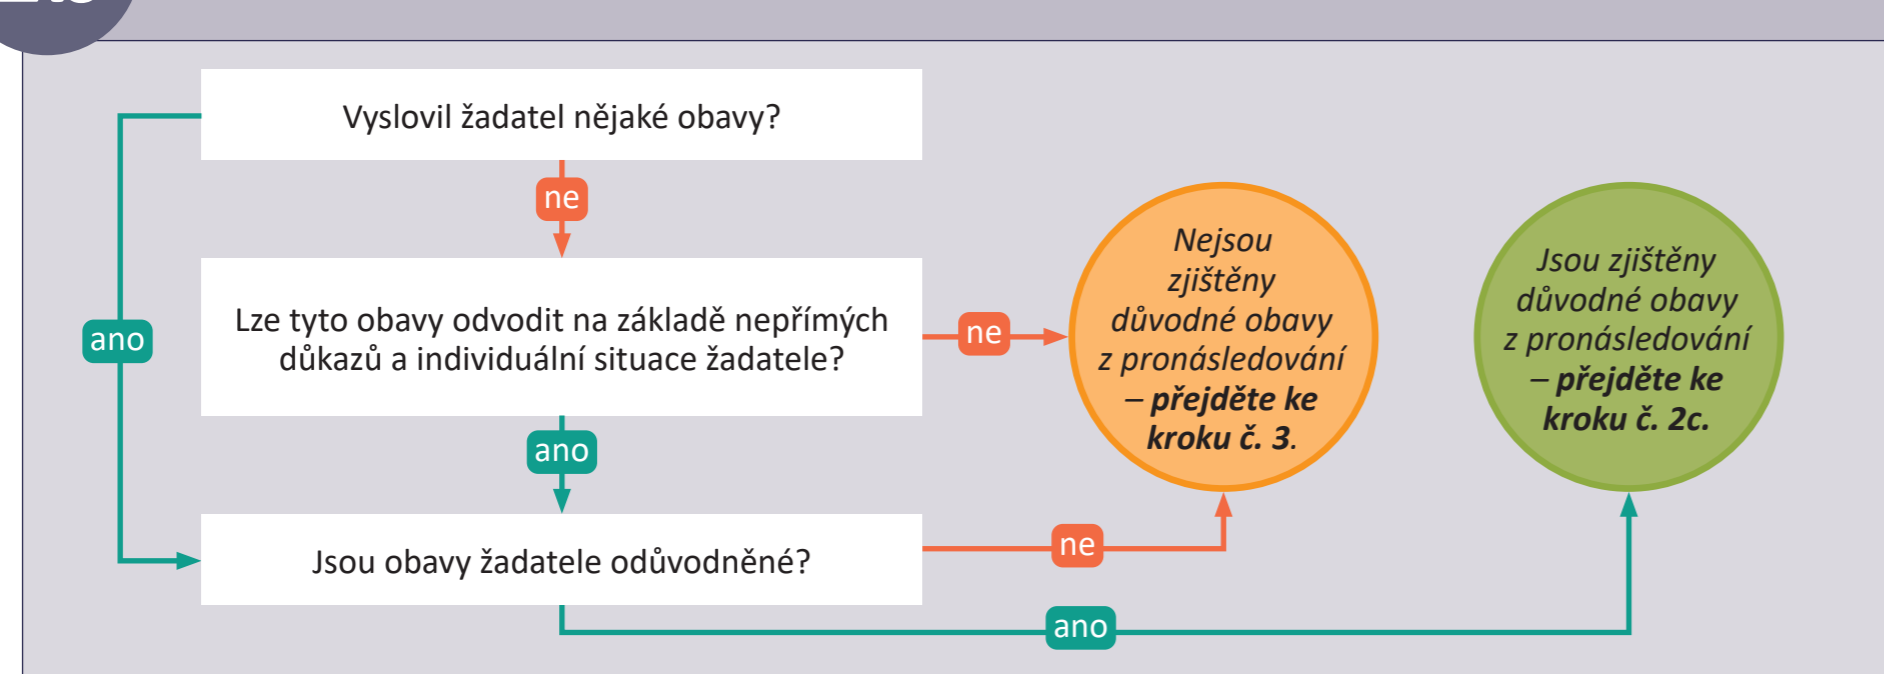 Vyslovil žadatel nějaké obavy?
ne
Lze tyto obavy odvodit na základě nepřímých
důkazů a individuální situace žadatele?
ano
ne
ano
Jsou obavy žadatele odůvodněné?
ne
ano
Nejsou
zjištěny
důvodné obavy
z pronásledování
– přejděte ke
kroku č. 3.
Jsou zjištěny
důvodné obavy
z pronásledování
– přejděte ke
kroku č. 2c.